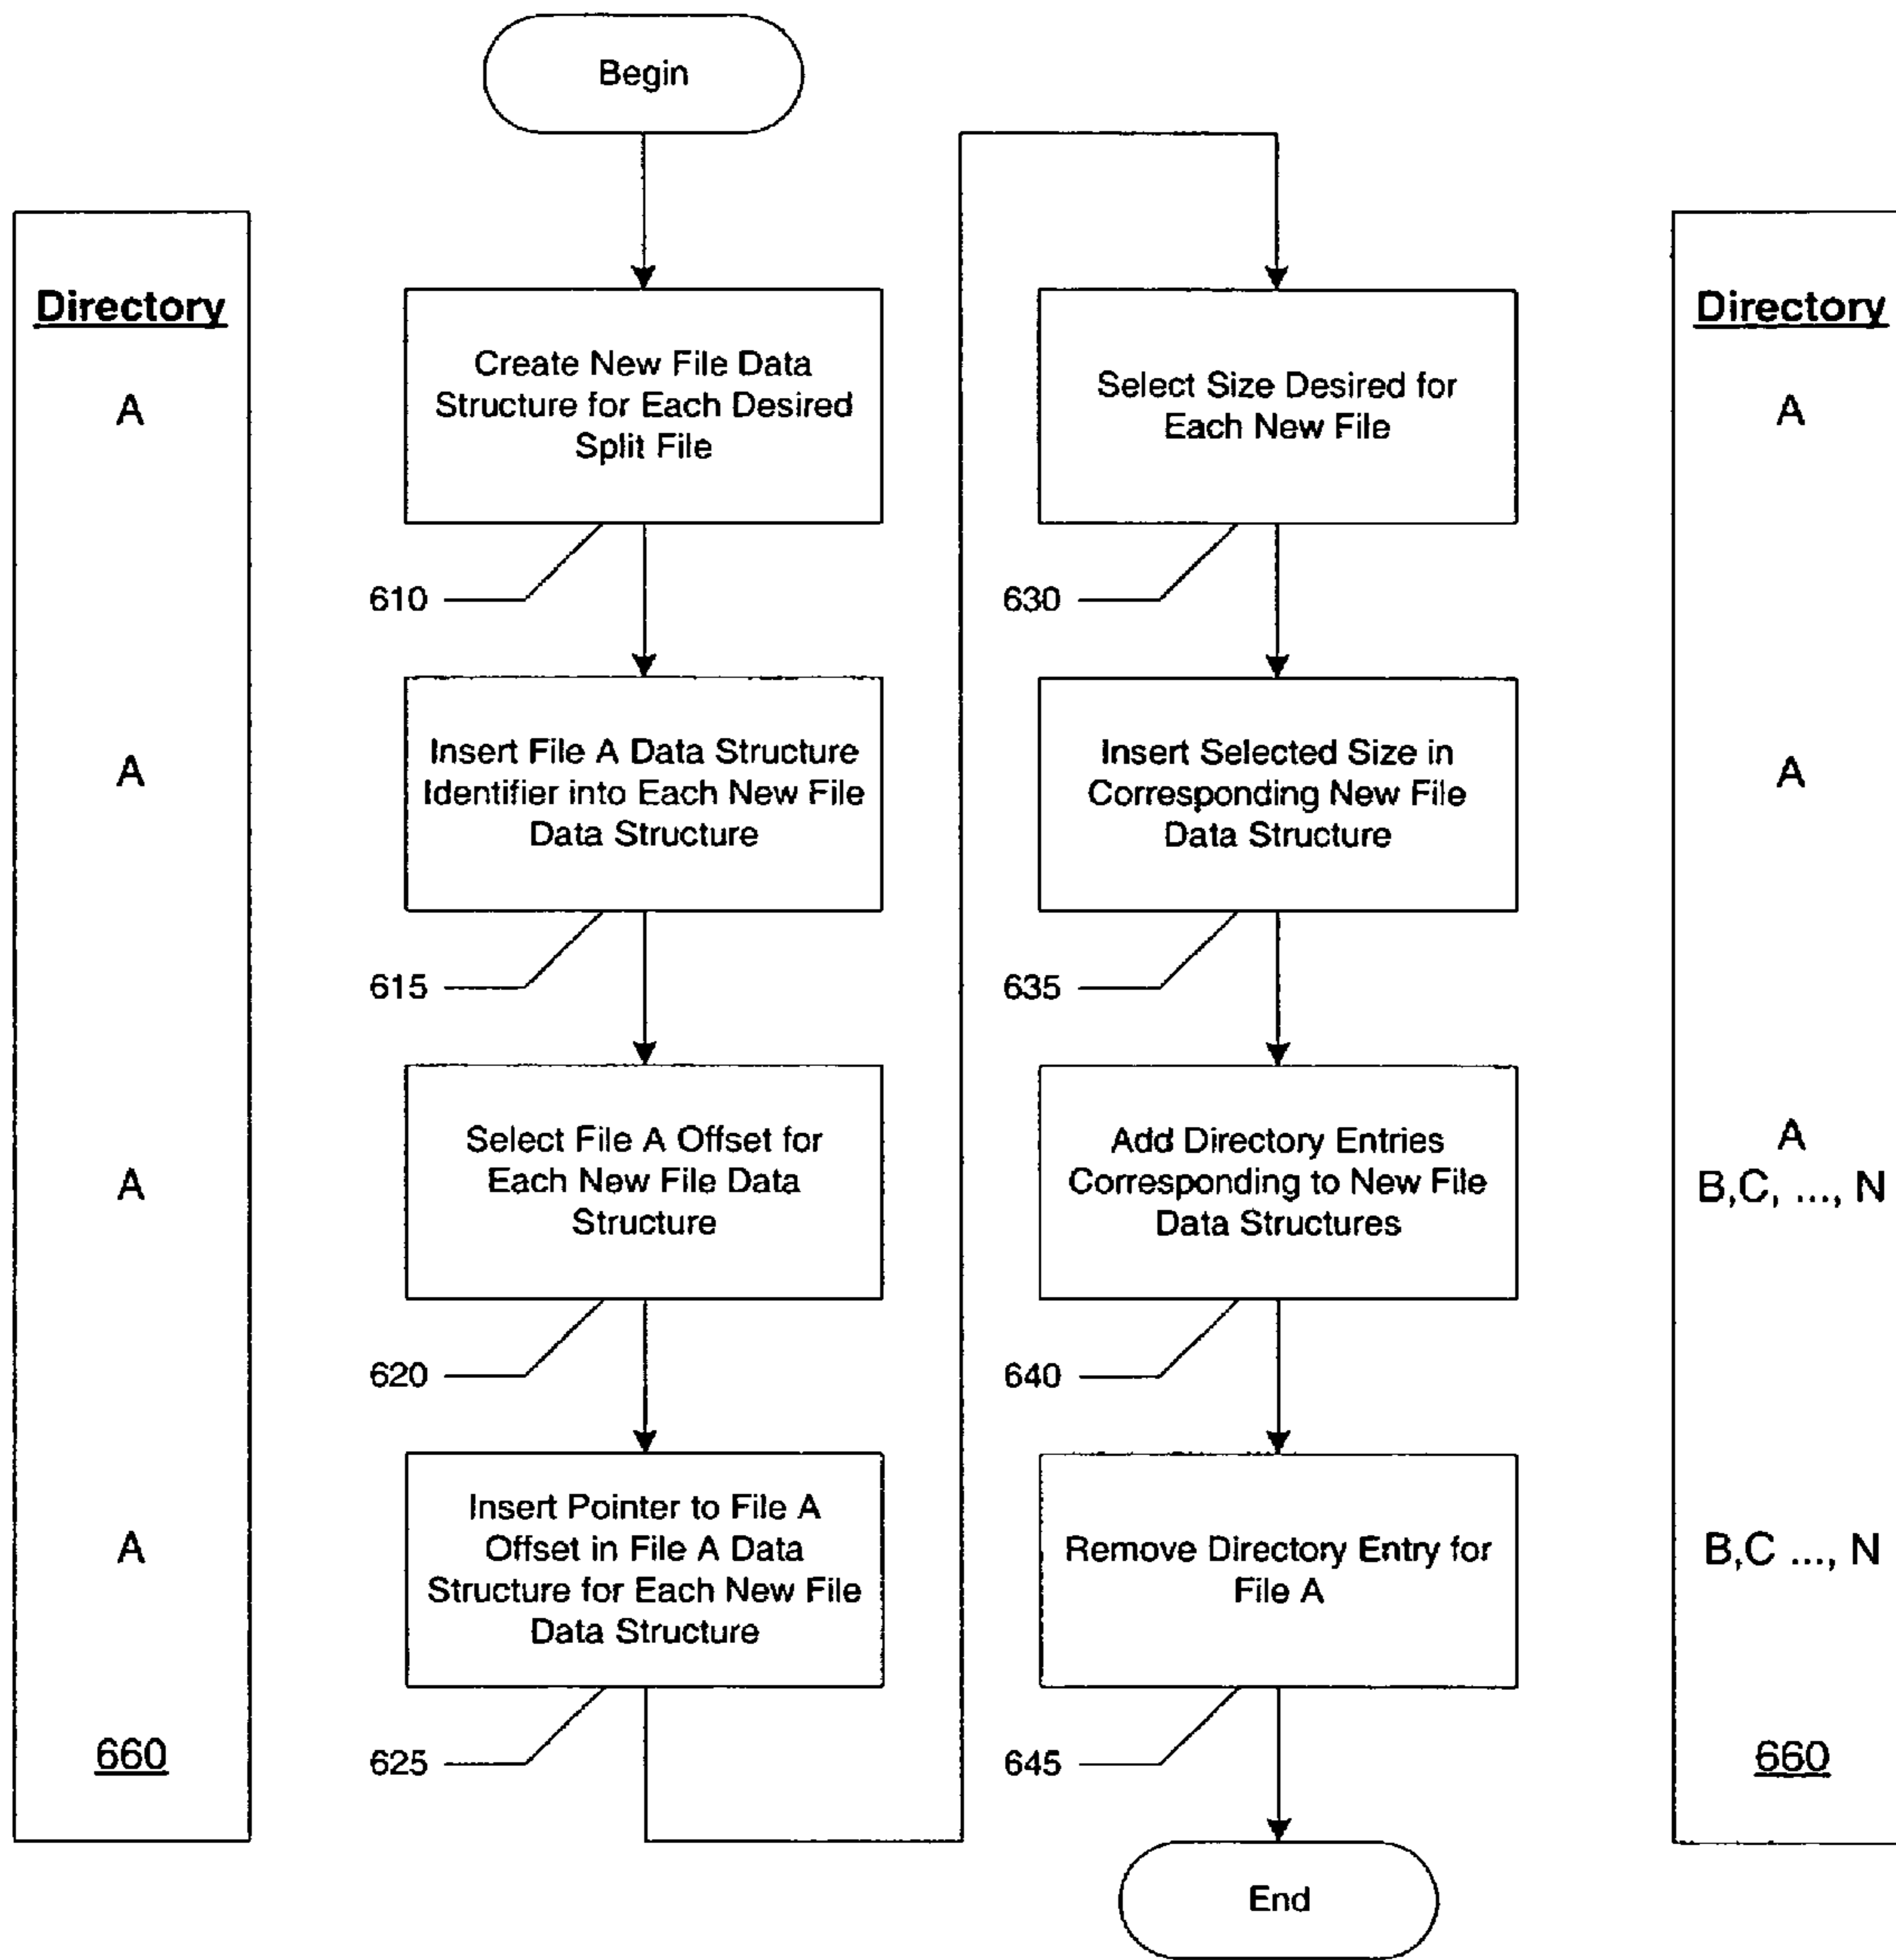 Begin
Directory
A
A
A
A
660
Create New File Data
Structure for Each Desired
Split File
610
Insert File A Data Structure
Identifier into Each New File
Data Structure
615
Select File A Offset for
Each New File Data
Structure
620
Insert Pointer to File A
Offset in File A Data
Structure for Each New File
Data Structure
625
Select Size Desired for
Each New File
630
Insert Selected Size in
Corresponding New File
Data Structure
635
Add Directory Entries
Corresponding to New File
Data Structures
640
Remove Directory Entry for
File A
645
End
Directory
A
A
A
B,C, ..., N
B,C ..., N
660